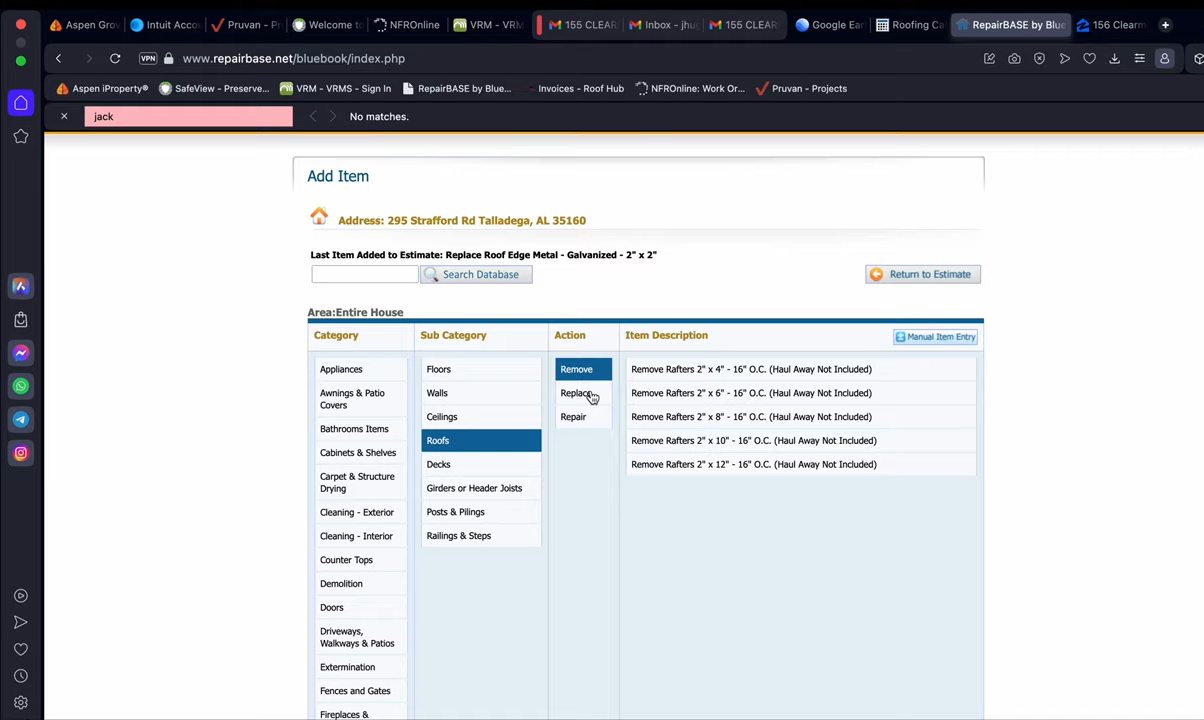 Aspen Grov
Intuit Acco
Pruvan - P
Welcome to
NFROnline
VRM - VRM
155 CLEAR
Inbox - jhug
155 CLEAR
Google Ear
Roofing Ca
RepairBASE by Blue
156 Clearm
VPN
www.repairbase.net/bluebook/index.php
Aspen iProperty®
SafeView - Preserve...
VRM - VRMS - Sign In
RepairBASE by Blue...
Invoices - Roof Hub
NFROnline: Work Or...
Pruvan - Projects
jack
No matches.
Add Item
Address: 295 Strafford Rd Talladega, AL 35160
Last Item Added to Estimate: Replace Roof Edge Metal - Galvanized - 2" x 2"
Search Database
Return to Estimate
Area:Entire House
Category
Sub Category
Action
Item Description
Manual Item Entry
Appliances
Awnings & Patio
Covers
Bathrooms Items
Cabinets & Shelves
Carpet & Structure
Drying
Cleaning - Exterior
Cleaning - Interior
Counter Tops
Demolition
Doors
Driveways,
Walkways & Patios
Extermination
Fences and Gates
Fireplaces &
Floors
Walls
Ceilings
Roofs
Decks
Girders or Header Joists
Posts & Pilings
Railings & Steps
Remove
Replace
Repair
Remove Rafters 2" x 4" - 16" O.C. (Haul Away Not Included)
Remove Rafters 2" x 6" - 16" O.C. (Haul Away Not Included)
Remove Rafters 2" x 8" - 16" O.C. (Haul Away Not Included)
Remove Rafters 2" x 10" - 16" O.C. (Haul Away Not Included)
Remove Rafters 2" x 12" - 16" O.C. (Haul Away Not Included)